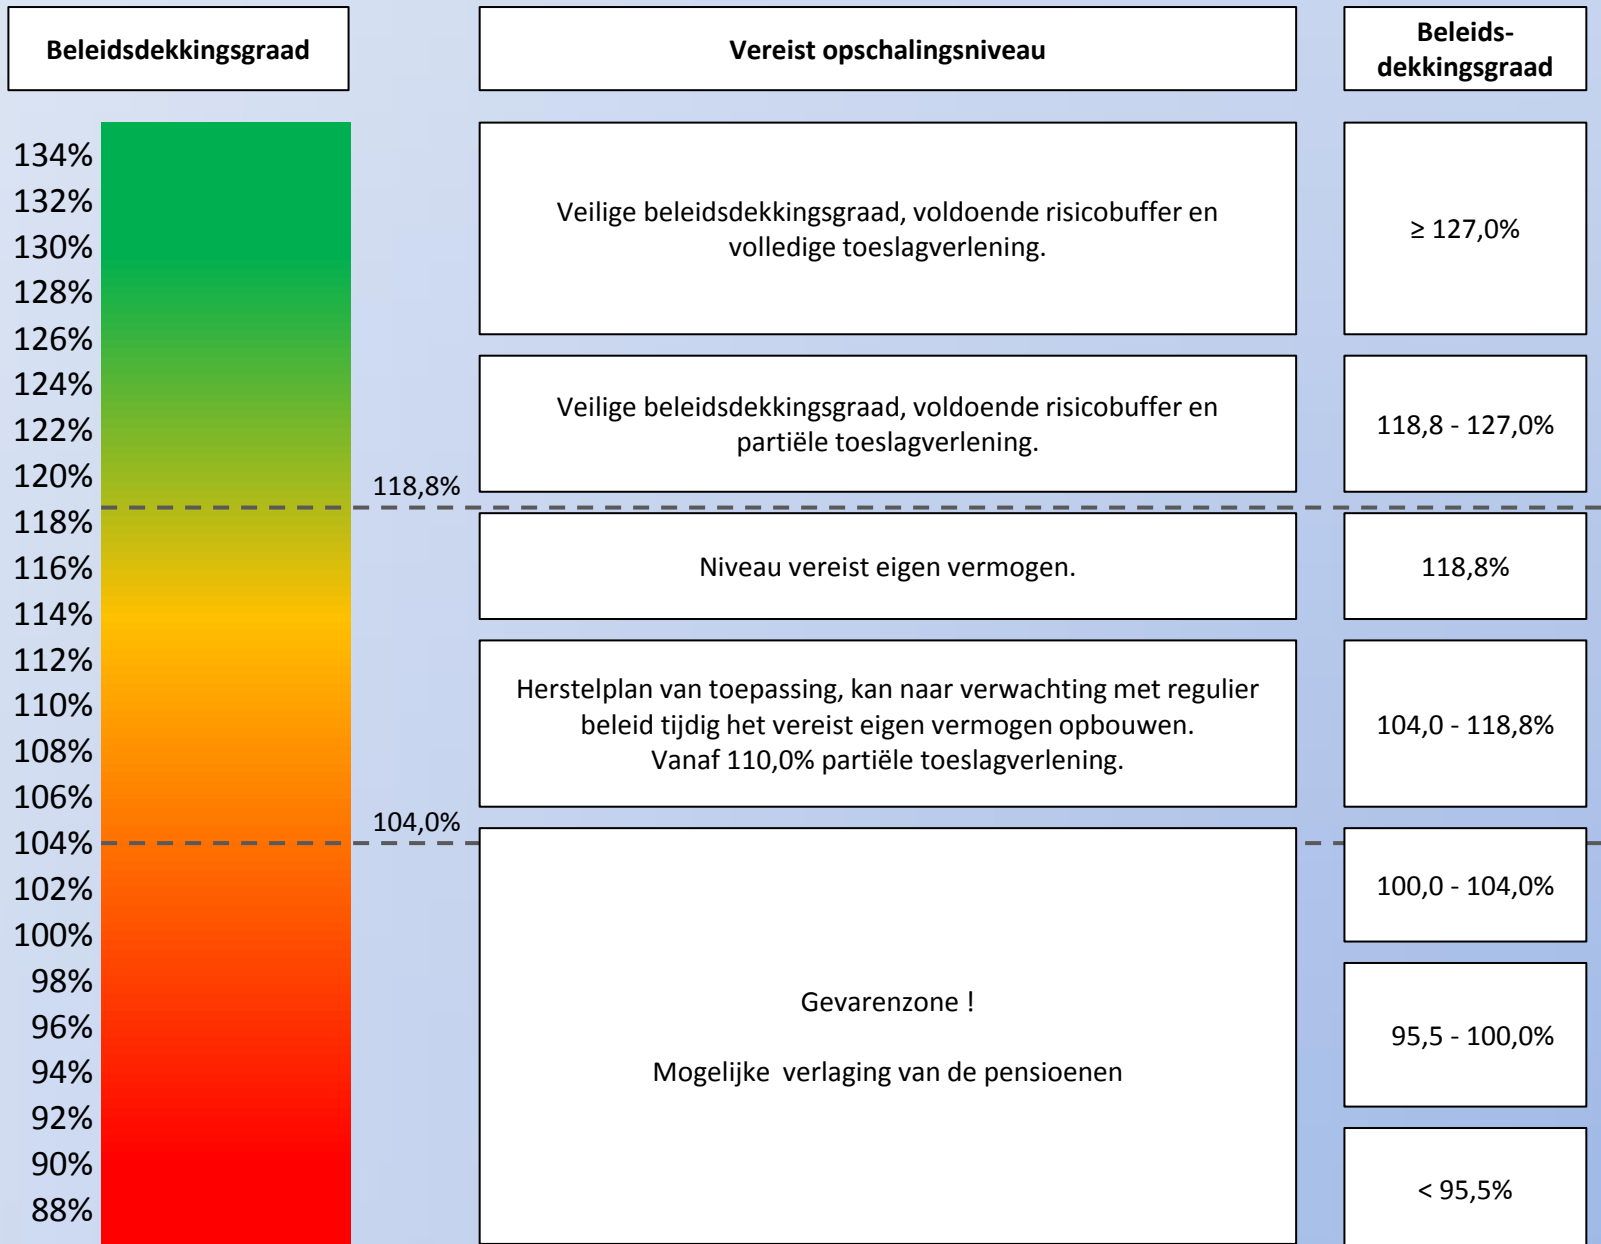 Beleidsdekkingsgraad
Vereist opschalingsniveau
Beleids-
dekkingsgraad
134%
132%
130%
128%
126%
124%
122%
120%
118%
116%
114%
112%
110%
108%
106%
104%
102%
100%
98%
96%
94%
92%
90%
88%
118,8%
104,0%
Veilige beleidsdekkingsgraad, voldoende risicobuffer en
volledige toeslagverlening.
≥ 127,0%
Veilige beleidsdekkingsgraad, voldoende risicobuffer en
partiële toeslagverlening.
118,8 - 127,0%
Niveau vereist eigen vermogen.
118,8%
Herstelplan van toepassing, kan naar verwachting met regulier
beleid tijdig het vereist eigen vermogen opbouwen.
Vanaf 110,0% partiële toeslagverlening.
104,0 - 118,8%
Gevarenzone !
Mogelijke  verlaging van de pensioenen
100,0 - 104,0%
95,5 - 100,0%
< 95,5%